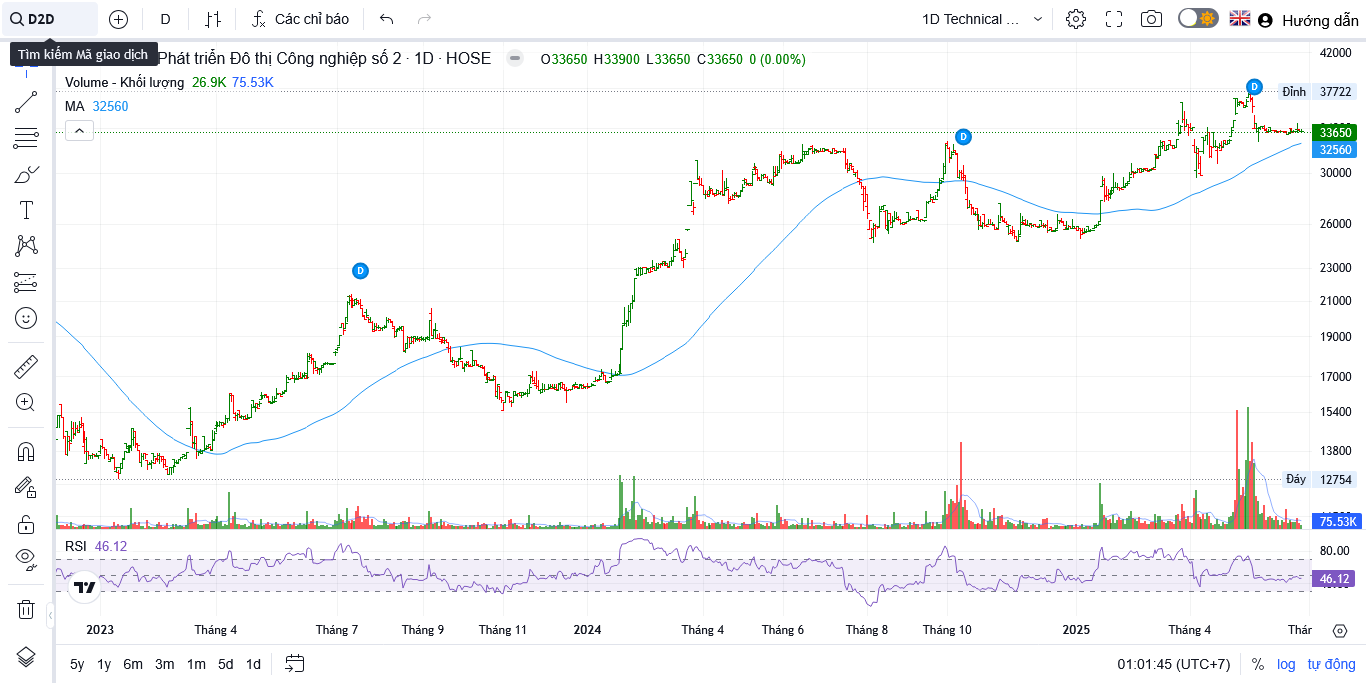 D2D
D
Các chỉ báo
1D Technical ...
Hướng dẫn
Tìm kiếm Mã giao dịch
Phát triển Đô thị Công nghiệp số 2 · 1D · HOSE
O33650 H33900 L33650 C33650 0 (0.00%)
Volume - Khối lượng 26.9K 75.53K
MA 32560
42000
D
Đỉnh 37722
D
33650
32560
30000
26000
D
23000
21000
19000
17000
15400
13800
Đáy 12754
75.53K
RSI 46.12
80.00
46.12
2023 Tháng 4 Tháng 7 Tháng 9 Tháng 11 2024 Tháng 4 Tháng 6 Tháng 8 Tháng 10 2025 Tháng 4 Thár
5y 1y 6m 3m 1m 5d 1d
01:01:45 (UTC+7) % log tự động